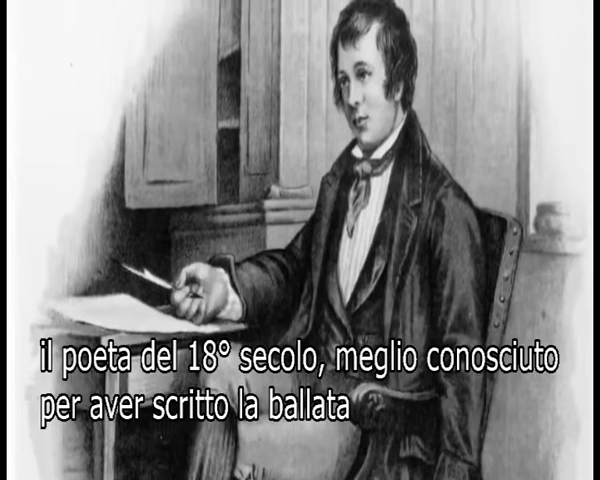 il poeta del 18° secolo, meglio conosciuto
per aver scritto la ballata